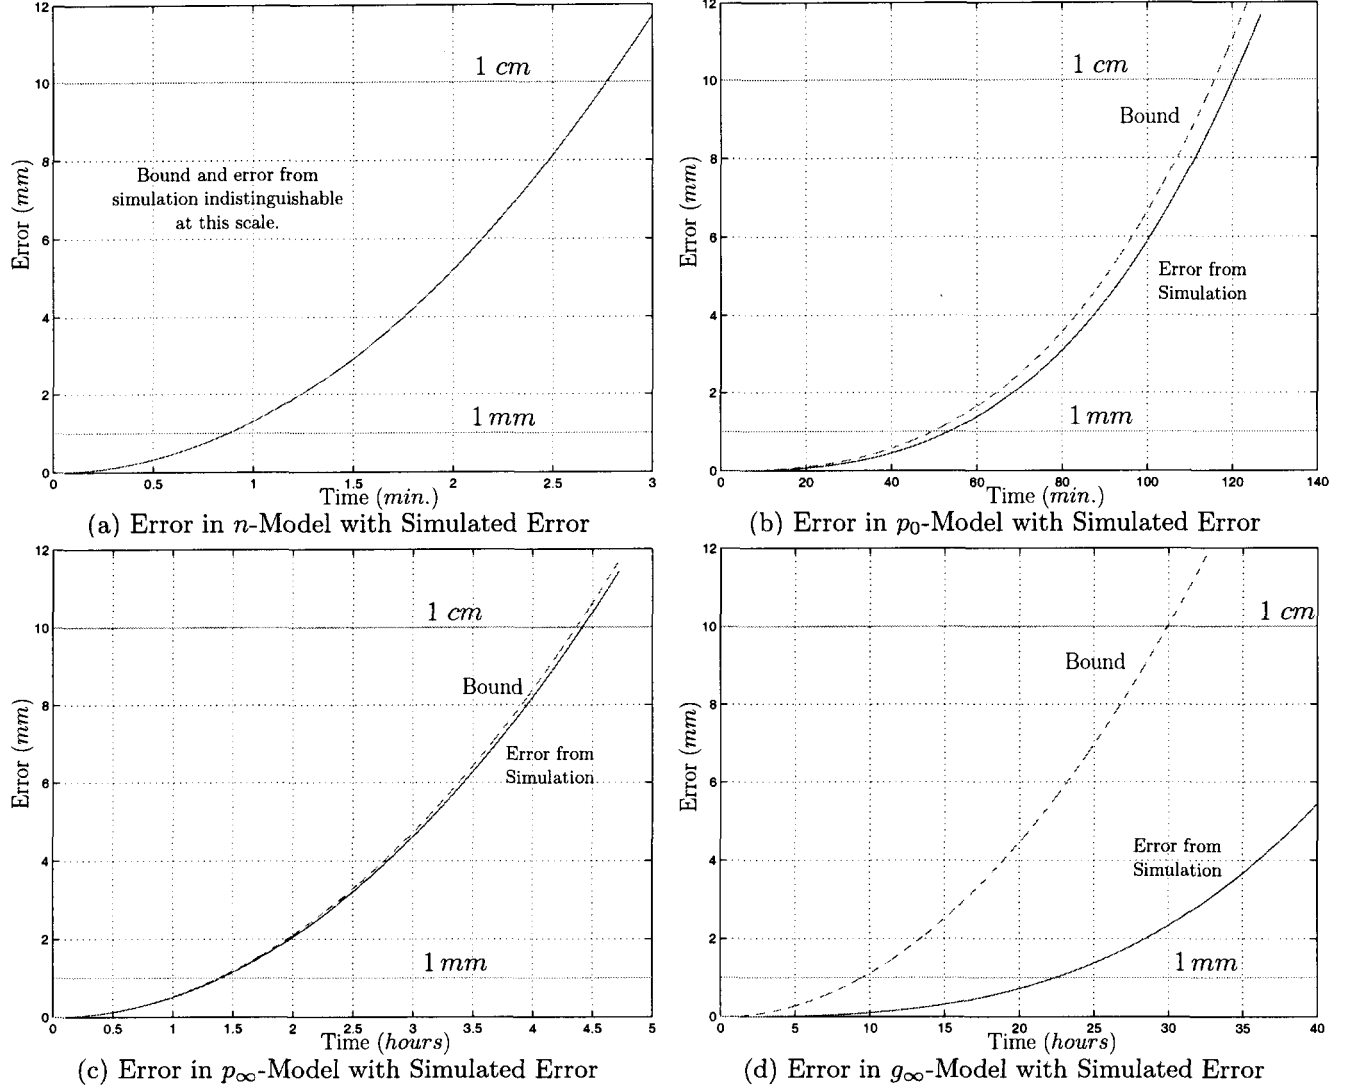 12
10
8
6
4
2
0
Error (mm)
1 cm
Bound and error from
simulation indistinguishable
at this scale.
1 mm
0 0.5 1 1.5 2 2.5 3
Time (min.)
(a) Error in n-Model with Simulated Error
12
10
8
6
4
2
0
Error (mm)
1 cm
Bound
Error from
Simulation
1 mm
0 20 40 60 80 100 120 140
Time (min.)
(b) Error in p₀-Model with Simulated Error
12
10
8
6
4
2
0
Error (mm)
1 cm
Bound
Error from
Simulation
1 mm
0 0.5 1 1.5 2 2.5 3 3.5 4 4.5 5
Time (hours)
(c) Error in p∞-Model with Simulated Error
12
10
8
6
4
2
0
Error (mm)
1 cm
Bound
Error from
Simulation
1 mm
0 5 10 15 20 25 30 35 40
Time (hours)
(d) Error in g∞-Model with Simulated Error